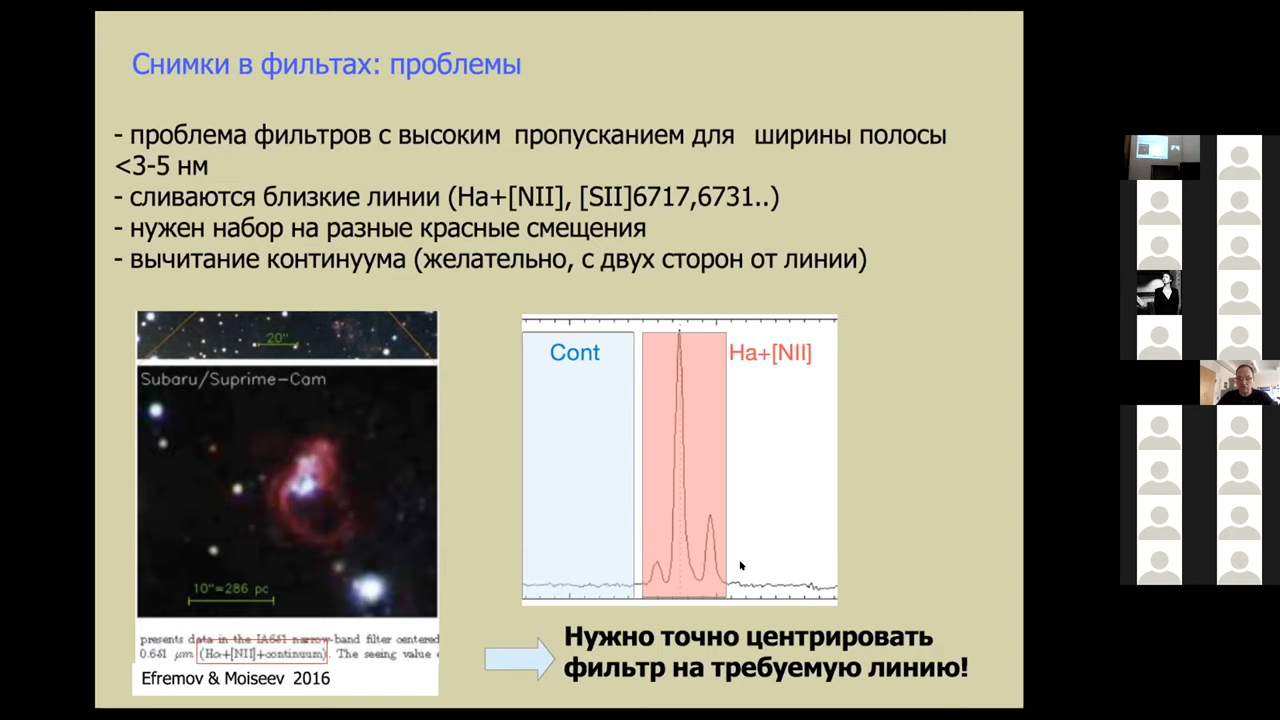 Снимки в фильтах: проблемы
- проблема фильтров с высоким пропусканием для ширины полосы
<3-5 нм
- сливаются близкие линии (Ha+[NII], [SII]6717,6731..)
- нужен набор на разные красные смещения
- вычитание континуума (желательно, с двух сторон от линии)
20"
Subaru/Suprime-Cam
10"=286 pc
presents data in the IA651 narrow-band filter centered
0.651 μm (Hα+[NII]+continuum). The seeing value
Efremov & Moiseev 2016
Cont
Ha+[NII]
Нужно точно центрировать
фильтр на требуемую линию!